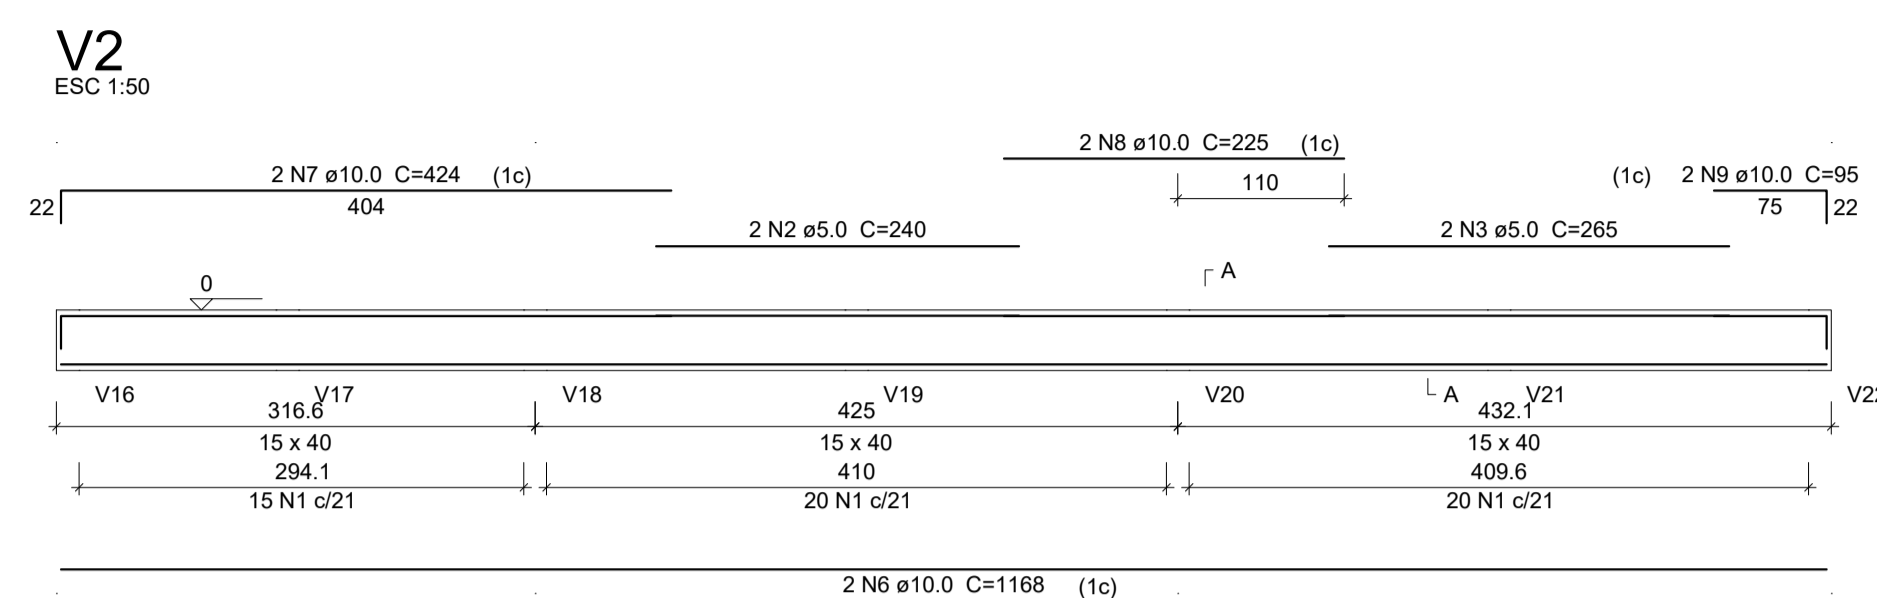 V2
ESC 1:50
2 N8 ø10.0 C=225 (1c)
110
2 N7 ø10.0 C=424 (1c)
22
404
(1c) 2 N9 ø10.0 C=95
75
22
2 N2 ø5.0 C=240
2 N3 ø5.0 C=265
A
0
V16
V17
V18
V19
V20
A
V21
316.6
425
432.1
15 x 40
15 x 40
15 x 40
294.1
410
409.6
15 N1 c/21
20 N1 c/21
20 N1 c/21
2 N6 ø10.0 C=1168 (1c)